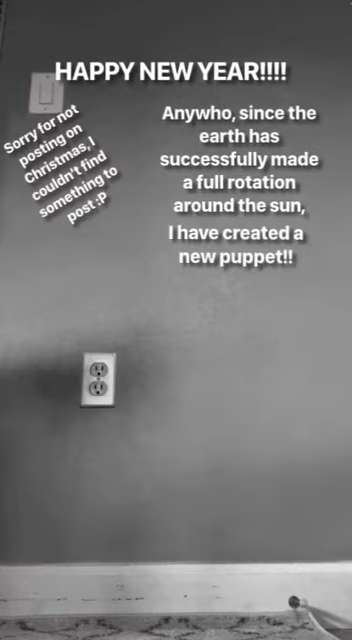 HAPPY NEW YEAR!!!!
Sorry for not
posting on
Christmas, I
couldn't find
something to
post :P
Anywho, since the
earth has
successfully made
a full rotation
around the sun,
I have created a
new puppet!!